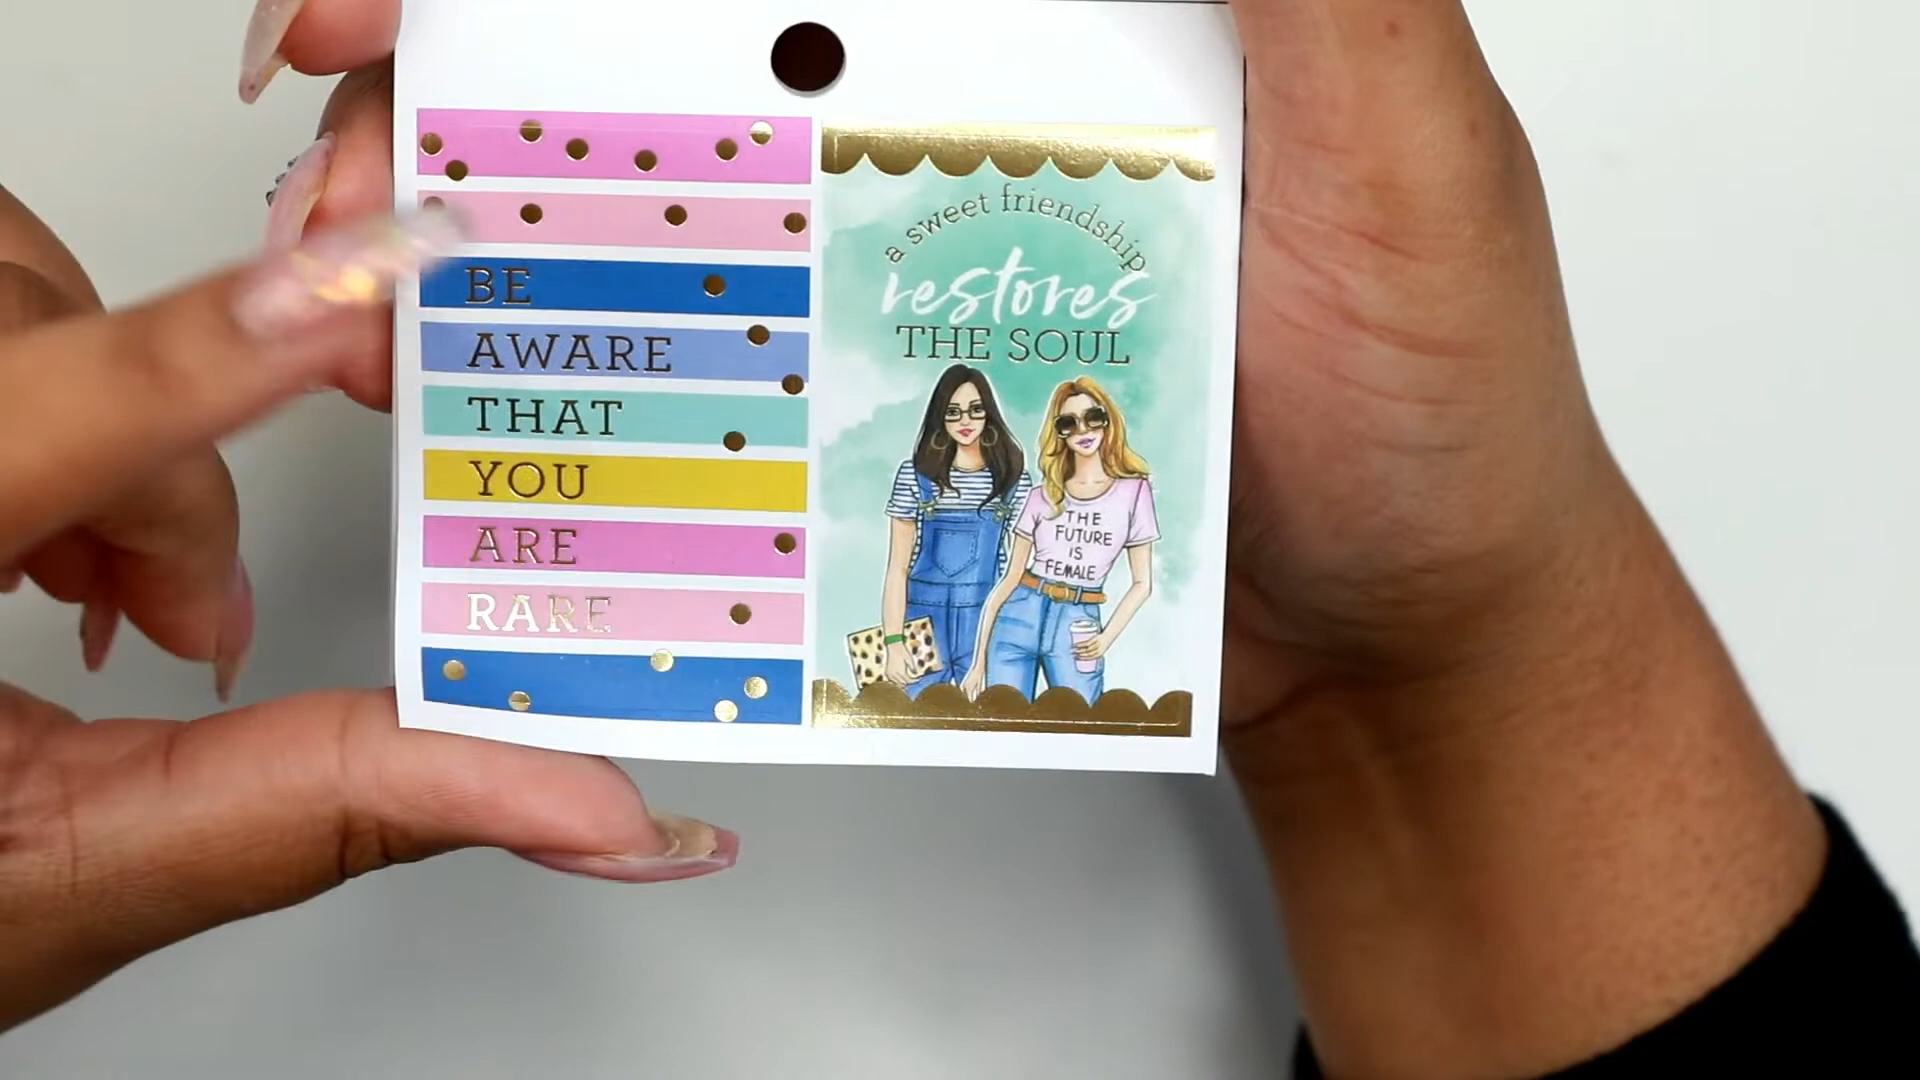 BE
AWARE
THAT
YOU
ARE
RARE
a sweet friendship
restores
THE SOUL
THE
FUTURE
IS
FEMALE